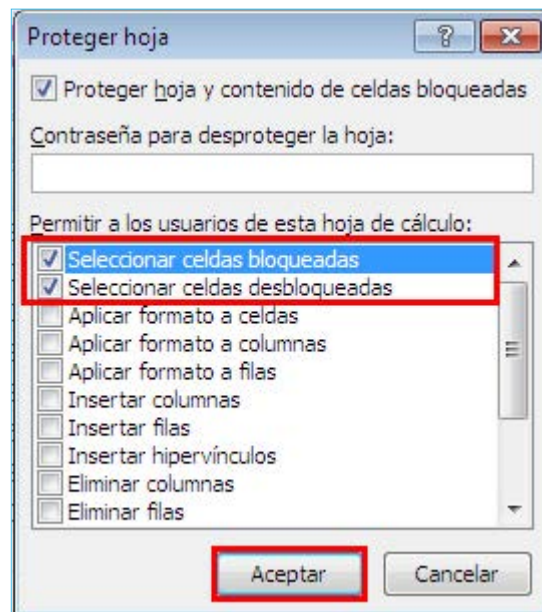 Proteger hoja
Proteger hoja y contenido de celdas bloqueadas
Contraseña para desproteger la hoja:
Permitir a los usuarios de esta hoja de cálculo:
Seleccionar celdas bloqueadas
Seleccionar celdas desbloqueadas
Aplicar formato a celdas
Aplicar formato a columnas
Aplicar formato a filas
Insertar columnas
Insertar filas
Insertar hipervínculos
Eliminar columnas
Eliminar filas
Aceptar Cancelar